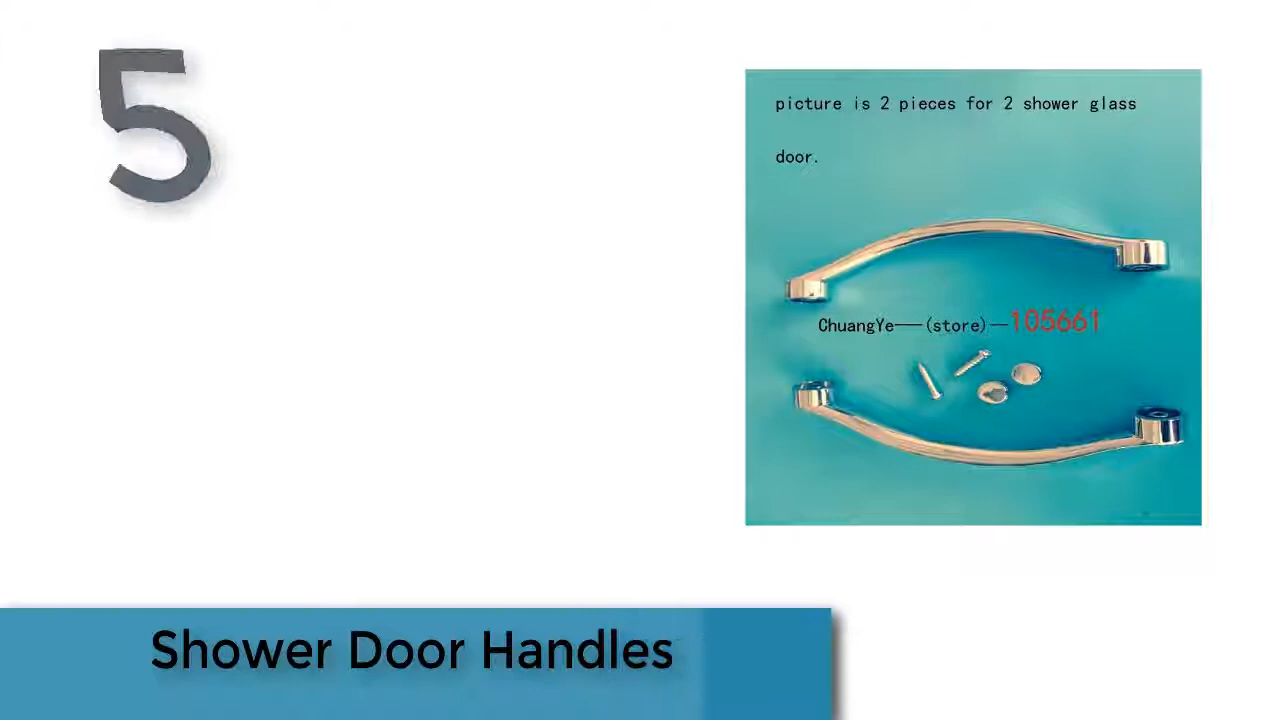 5
picture is 2 pieces for 2 shower glass
door.
ChuangYe——(store)—105661
Shower Door Handles